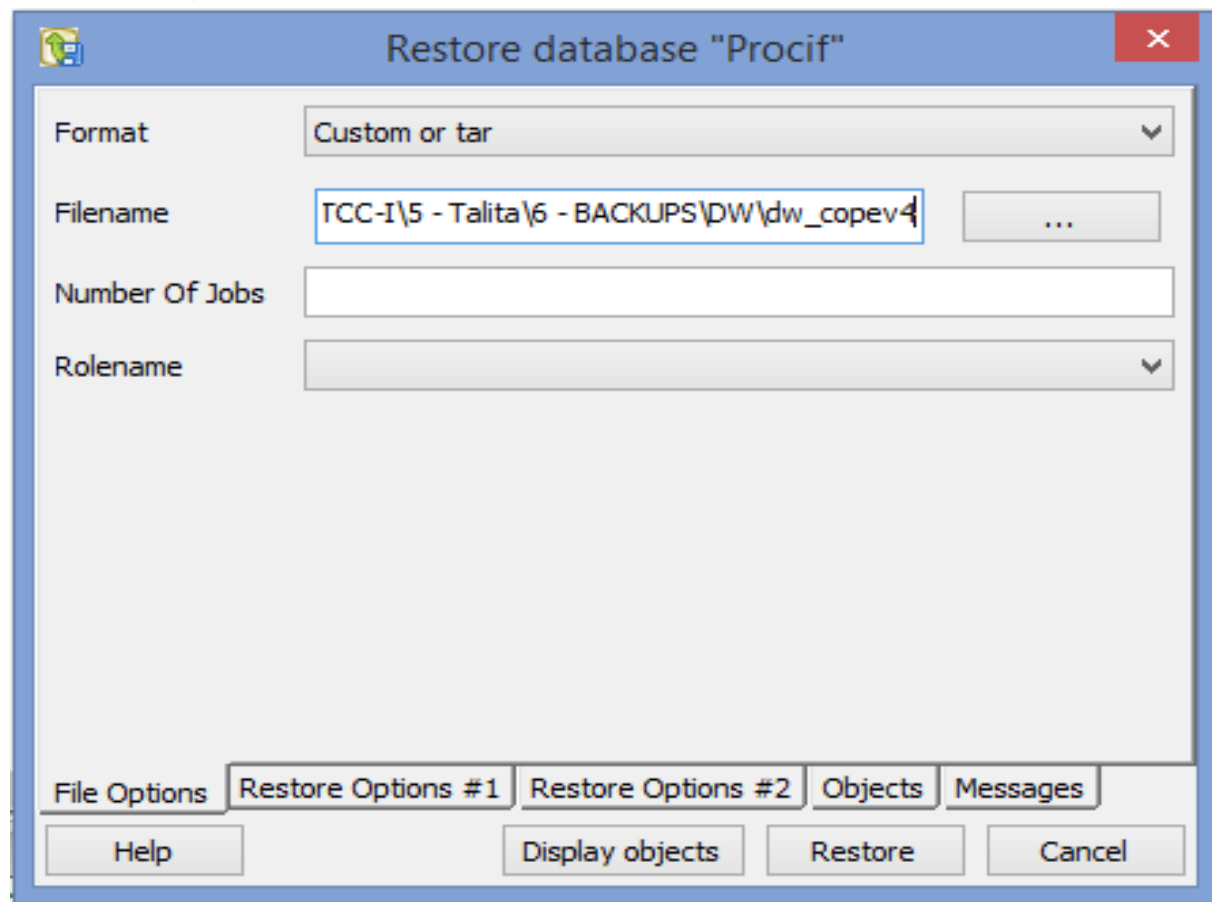 Restore database "Procif"
Format Custom or tar
Filename TCC-I\5 - Talita\6 - BACKUPS\DW\dw_copev4 ...
Number Of Jobs
Rolename
File Options Restore Options #1 Restore Options #2 Objects Messages
Help Display objects Restore Cancel